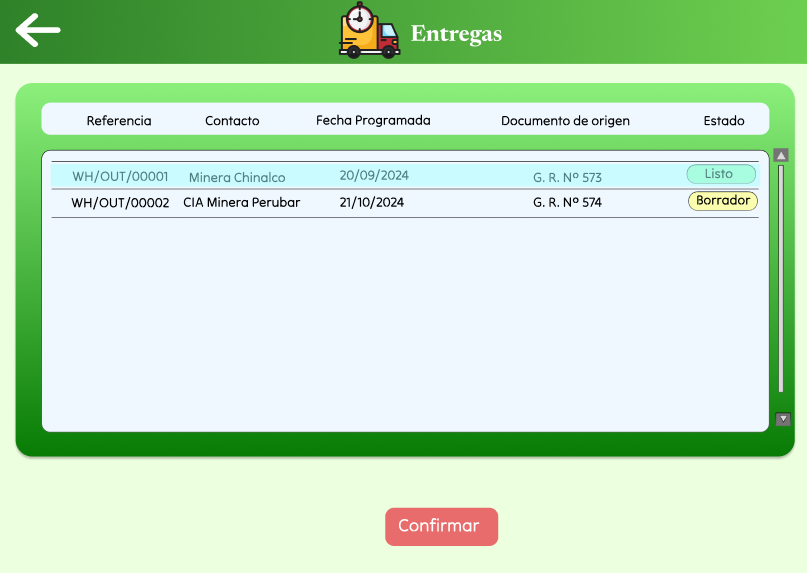 Entregas
Referencia Contacto Fecha Programada Documento de origen Estado
WH/OUT/00001 Minera Chinalco 20/09/2024 G. R. Nº 573 Listo
WH/OUT/00002 CIA Minera Perubar 21/10/2024 G. R. Nº 574 Borrador
Confirmar